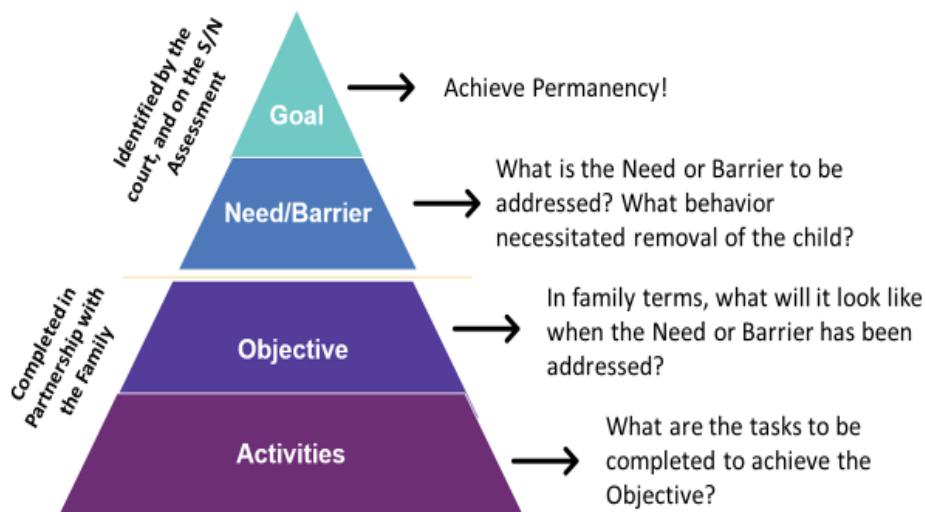 Identified by the
court, and on the S/N
Assessment
Goal
Achieve Permanency!
Need/Barrier
What is the Need or Barrier to be
addressed? What behavior
necessitated removal of the child?
Completed in
Partnership with
the Family
Objective
In family terms, what will it look like
when the Need or Barrier has been
addressed?
Activities
What are the tasks to be
completed to achieve the
Objective?